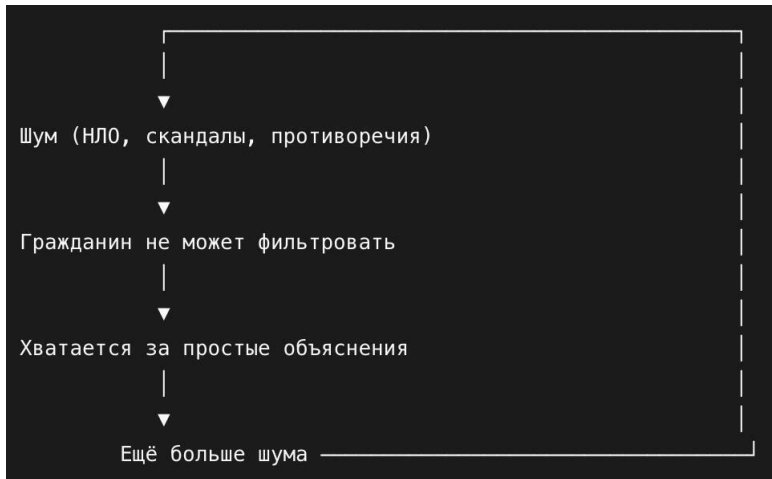 Шум (НЛО, скандалы, противоречия)
Гражданин не может фильтровать
Хватается за простые объяснения
Ещё больше шума